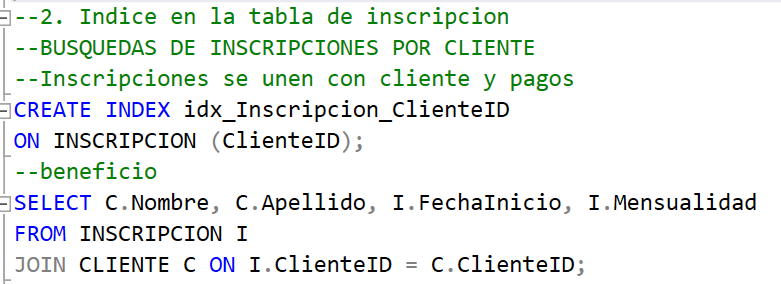 --2. Indice en la tabla de inscripcion
--BUSQUEDAS DE INSCRIPCIONES POR CLIENTE
--Inscripciones se unen con cliente y pagos
CREATE INDEX idx_Inscripcion_ClienteID
ON INSCRIPCION (ClienteID);
--beneficio
SELECT C.Nombre, C.Apellido, I.FechaInicio, I.Mensualidad
FROM INSCRIPCION I
JOIN CLIENTE C ON I.ClienteID = C.ClienteID;